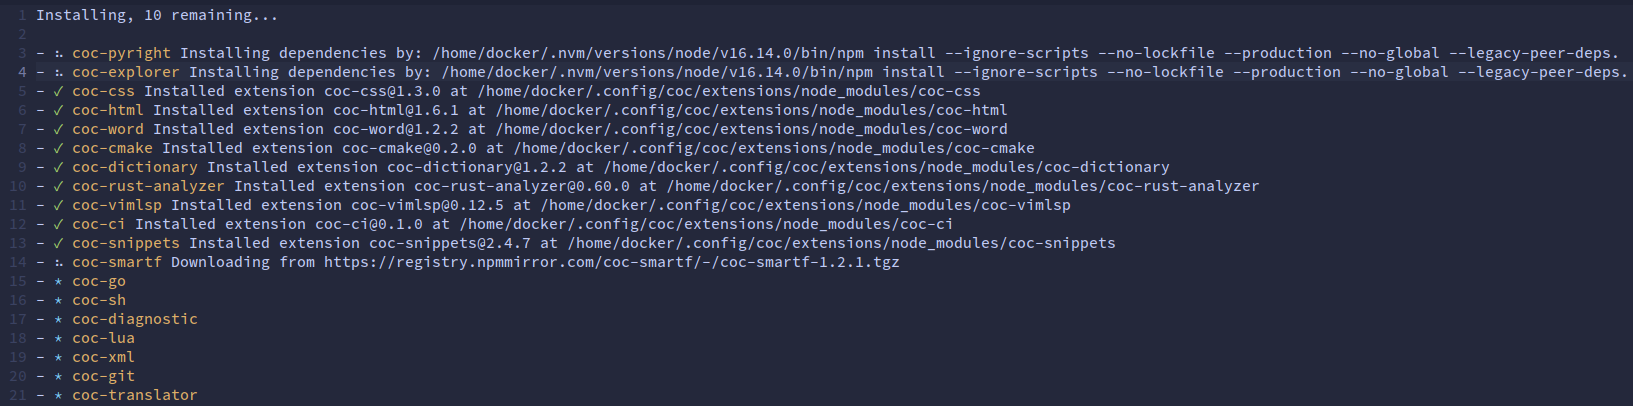 1 Installing, 10 remaining...
2
3 - ⠦ coc-pyright Installing dependencies by: /home/docker/.nvm/versions/node/v16.14.0/bin/npm install --ignore-scripts --no-lockfile --production --no-global --legacy-peer-deps.
4 - ⠦ coc-explorer Installing dependencies by: /home/docker/.nvm/versions/node/v16.14.0/bin/npm install --ignore-scripts --no-lockfile --production --no-global --legacy-peer-deps.
5 - ✓ coc-css Installed extension coc-css@1.3.0 at /home/docker/.config/coc/extensions/node_modules/coc-css
6 - ✓ coc-html Installed extension coc-html@1.6.1 at /home/docker/.config/coc/extensions/node_modules/coc-html
7 - ✓ coc-word Installed extension coc-word@1.2.2 at /home/docker/.config/coc/extensions/node_modules/coc-word
8 - ✓ coc-cmake Installed extension coc-cmake@0.2.0 at /home/docker/.config/coc/extensions/node_modules/coc-cmake
9 - ✓ coc-dictionary Installed extension coc-dictionary@1.2.2 at /home/docker/.config/coc/extensions/node_modules/coc-dictionary
10 - ✓ coc-rust-analyzer Installed extension coc-rust-analyzer@0.60.0 at /home/docker/.config/coc/extensions/node_modules/coc-rust-analyzer
11 - ✓ coc-vimlsp Installed extension coc-vimlsp@0.12.5 at /home/docker/.config/coc/extensions/node_modules/coc-vimlsp
12 - ✓ coc-ci Installed extension coc-ci@0.1.0 at /home/docker/.config/coc/extensions/node_modules/coc-ci
13 - ✓ coc-snippets Installed extension coc-snippets@2.4.7 at /home/docker/.config/coc/extensions/node_modules/coc-snippets
14 - ⠦ coc-smartf Downloading from https://registry.npmmirror.com/coc-smartf/-/coc-smartf-1.2.1.tgz
15 - * coc-go
16 - * coc-sh
17 - * coc-diagnostic
18 - * coc-lua
19 - * coc-xml
20 - * coc-git
21 - * coc-translator